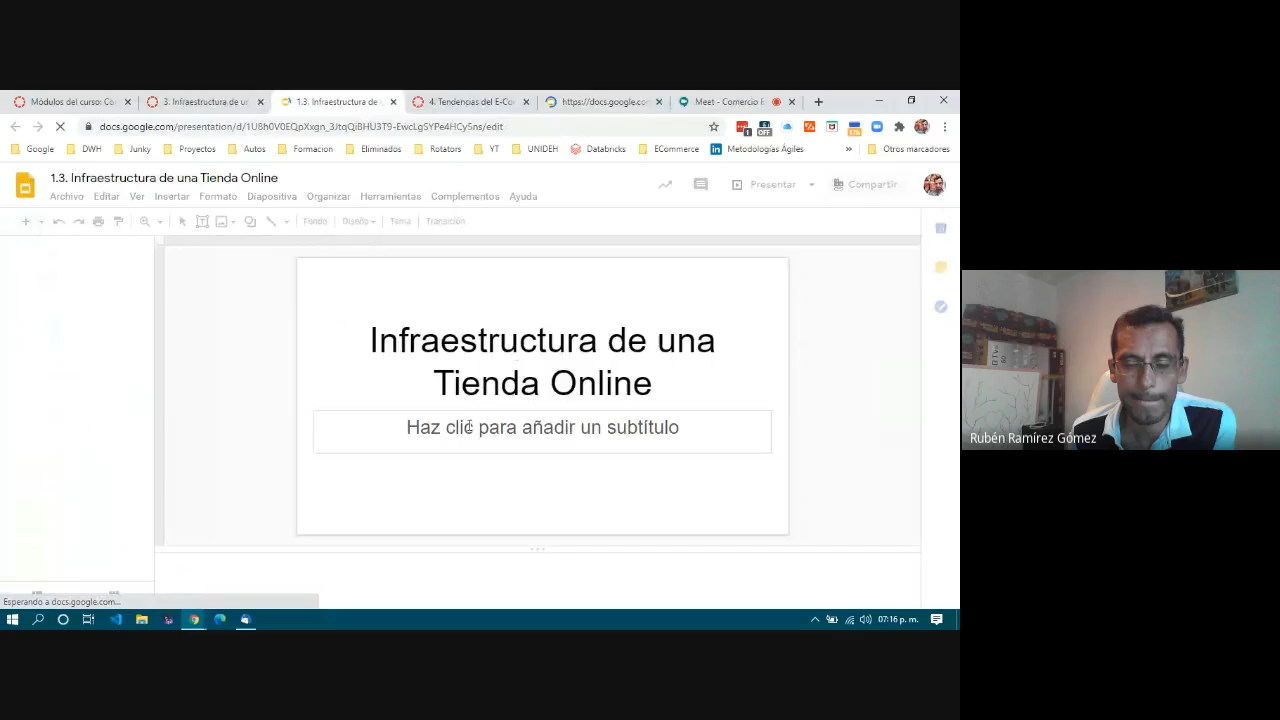 Módulos del curso: Co
3. Infraestructura de un
1.3. Infraestructura de
4. Tendencias del E-Co
https://docs.google.co
Meet - Comercio E
docs.google.com/presentation/d/1U8h0V0EQpXxgn_3JtqQiBHU3T9-EwcLgSYPe4HCy5ns/edit
OFF
Google
DWH
Junky
Proyectos
Autos
Formacion
Eliminados
Rotators
YT
UNIDEH
Databricks
ECommerce
Metodologías Ágiles
»
Otros marcadores
1.3. Infraestructura de una Tienda Online
Archivo Editar Ver Insertar Formato Diapositiva Organizar Herramientas Complementos Ayuda
Presentar
Compartir
Fondo Diseño Tema Transición
Infraestructura de una
Tienda Online
Haz clic para añadir un subtítulo
Rubén Ramírez Gómez
Esperando a docs.google.com...
07:16 p. m.